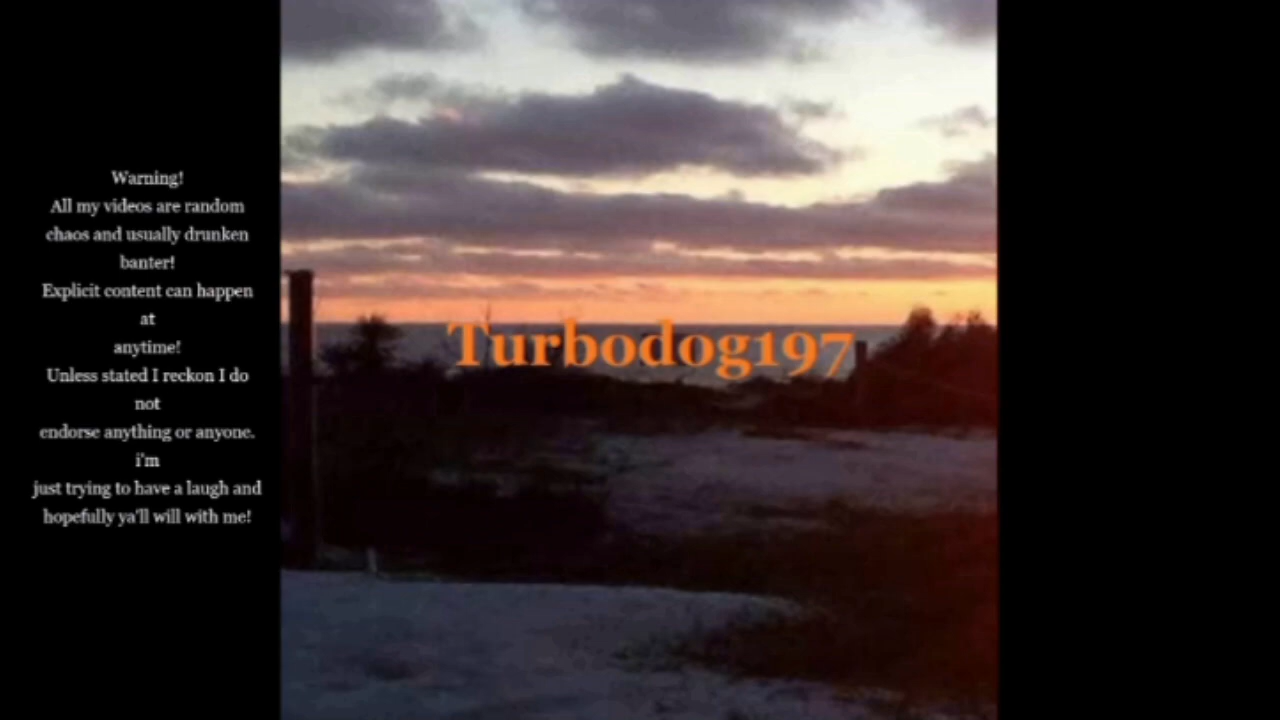 Warning!
All my videos are random
chaos and usually drunken
banter!
Explicit content can happen
at
anytime!
Unless stated I reckon I do
not
endorse anything or anyone.
i'm
just trying to have a laugh and
hopefully ya'll will with me!
Turbodog197